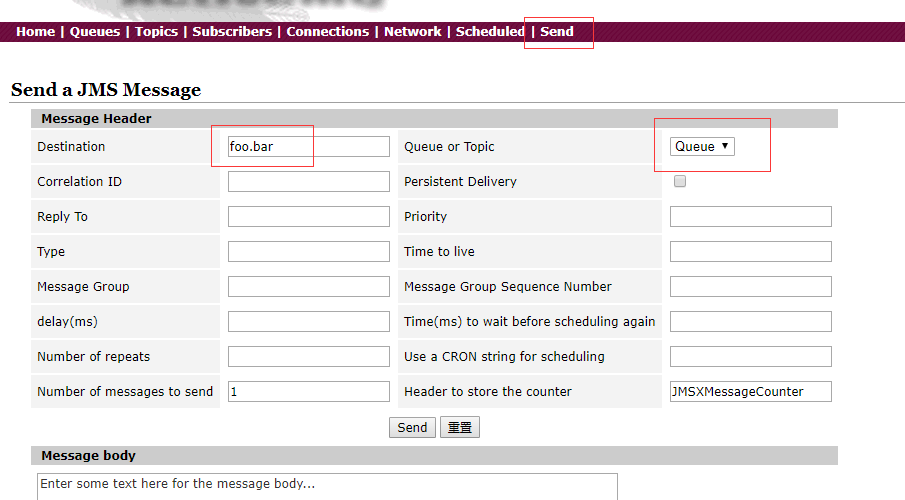 Home | Queues | Topics | Subscribers | Connections | Network | Scheduled | Send
Send a JMS Message
Message Header
Destination foo.bar Queue or Topic Queue
Correlation ID Persistent Delivery
Reply To Priority
Type Time to live
Message Group Message Group Sequence Number
delay(ms) Time(ms) to wait before scheduling again
Number of repeats Use a CRON string for scheduling
Number of messages to send 1 Header to store the counter JMSXMessageCounter
Send 重置
Message body
Enter some text here for the message body...